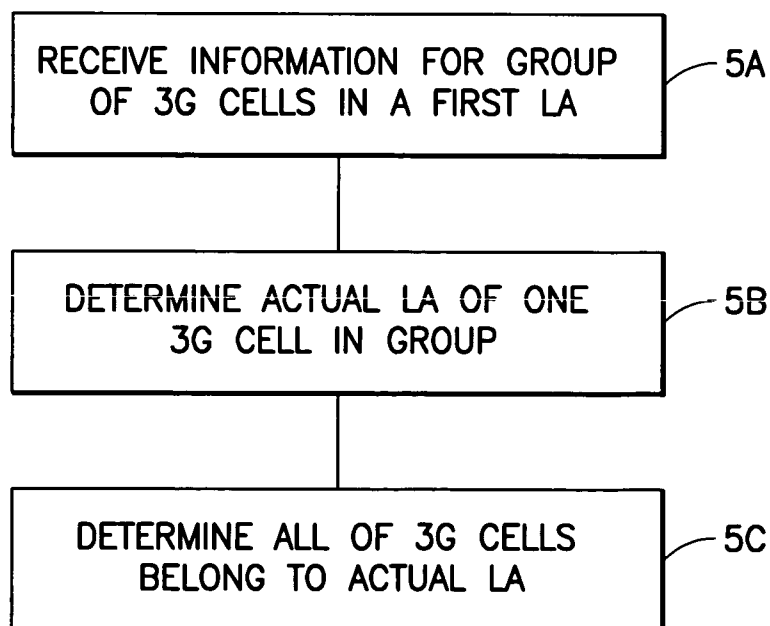 RECEIVE INFORMATION FOR GROUP
OF 3G CELLS IN A FIRST LA
5A
DETERMINE ACTUAL LA OF ONE
3G CELL IN GROUP
5B
DETERMINE ALL OF 3G CELLS
BELONG TO ACTUAL LA
5C